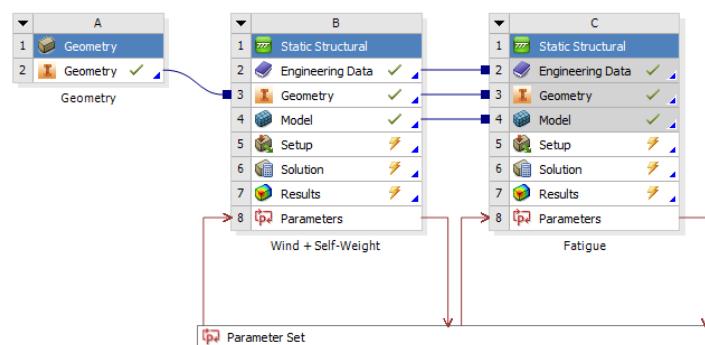 A
1 Geometry
2 Geometry
Geometry
B
1 Static Structural
2 Engineering Data
3 Geometry
4 Model
5 Setup
6 Solution
7 Results
8 Parameters
Wind + Self-Weight
C
1 Static Structural
2 Engineering Data
3 Geometry
4 Model
5 Setup
6 Solution
7 Results
8 Parameters
Fatigue
Parameter Set